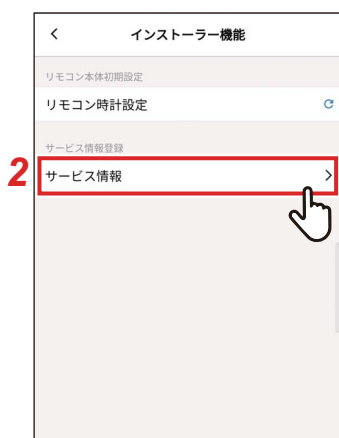 インストーラー機能
リモコン本体初期設定
リモコン時計設定
サービス情報登録
2
サービス情報